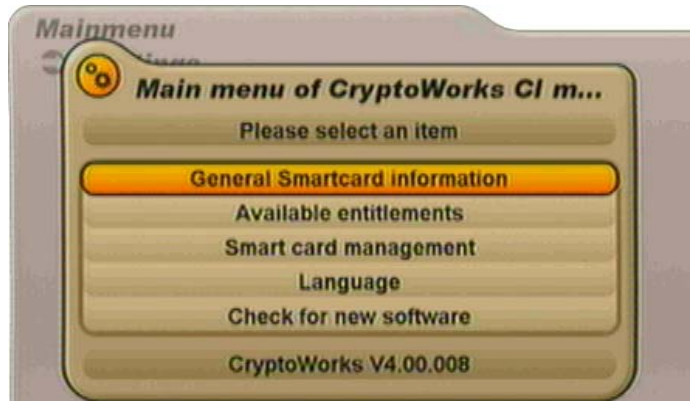 Mainmenu
Main menu of CryptoWorks CI m...
Please select an item
General Smartcard information
Available entitlements
Smart card management
Language
Check for new software
CryptoWorks V4.00.008